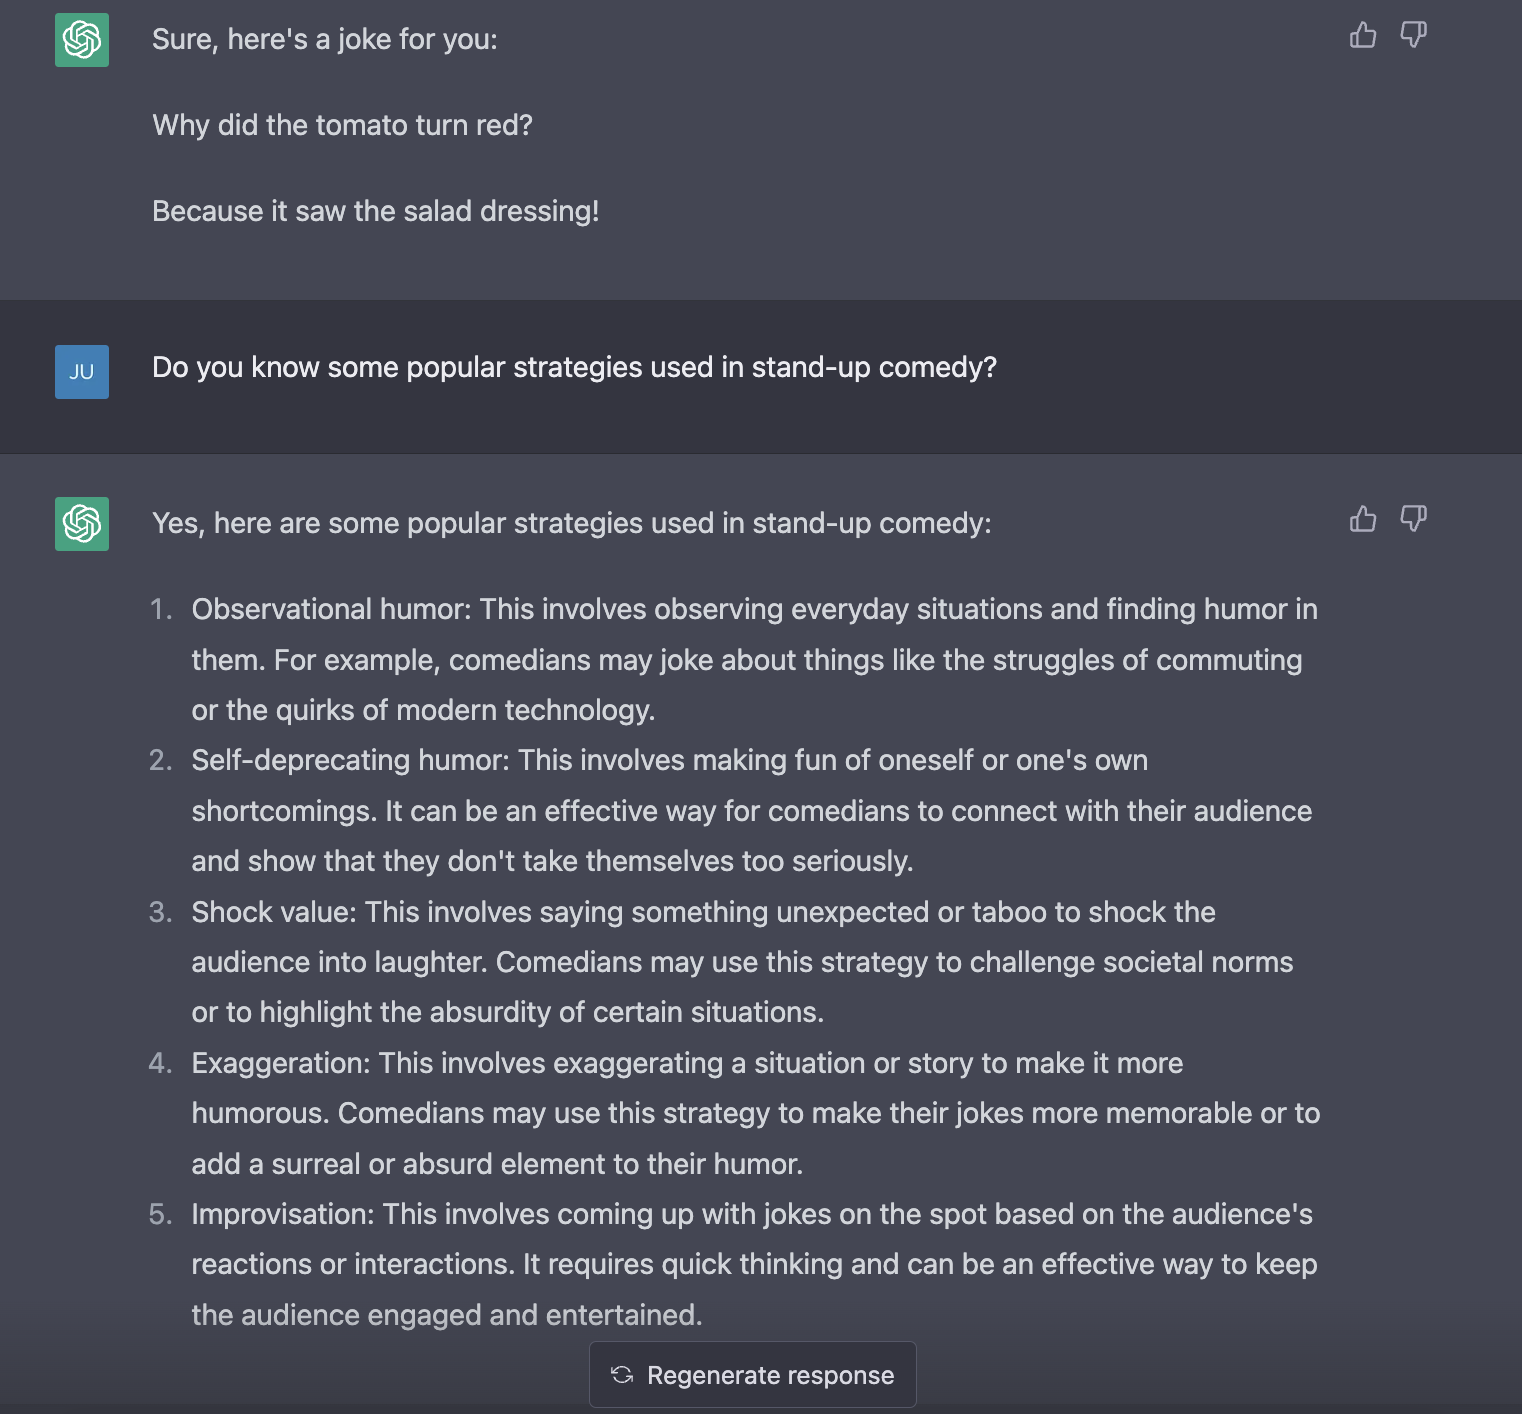 Sure, here's a joke for you:
Why did the tomato turn red?
Because it saw the salad dressing!
JU
Do you know some popular strategies used in stand-up comedy?
Yes, here are some popular strategies used in stand-up comedy:
1. Observational humor: This involves observing everyday situations and finding humor in
them. For example, comedians may joke about things like the struggles of commuting
or the quirks of modern technology.
2. Self-deprecating humor: This involves making fun of oneself or one's own
shortcomings. It can be an effective way for comedians to connect with their audience
and show that they don't take themselves too seriously.
3. Shock value: This involves saying something unexpected or taboo to shock the
audience into laughter. Comedians may use this strategy to challenge societal norms
or to highlight the absurdity of certain situations.
4. Exaggeration: This involves exaggerating a situation or story to make it more
humorous. Comedians may use this strategy to make their jokes more memorable or to
add a surreal or absurd element to their humor.
5. Improvisation: This involves coming up with jokes on the spot based on the audience's
reactions or interactions. It requires quick thinking and can be an effective way to keep
the audience engaged and entertained.
Regenerate response